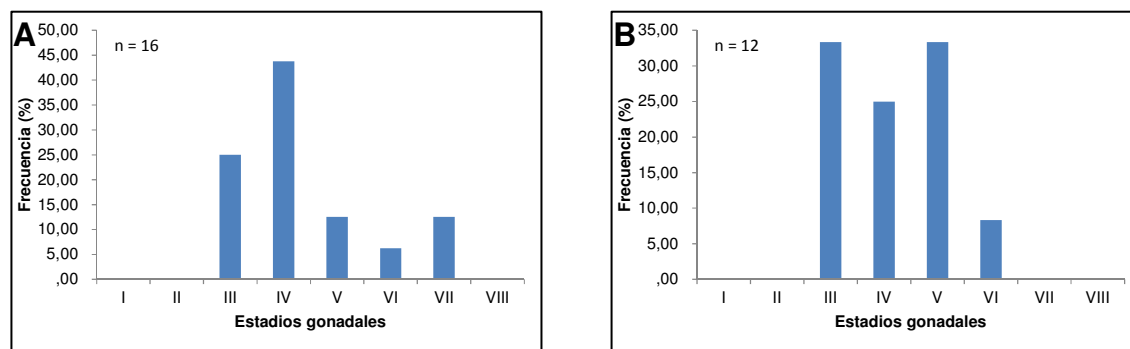 A
n = 16
Frecuencia (%)
50,00
45,00
40,00
35,00
30,00
25,00
20,00
15,00
10,00
5,00
,00
I II III IV V VI VII VIII
Estadios gonadales
B
n = 12
Frecuencia (%)
35,00
30,00
25,00
20,00
15,00
10,00
5,00
,00
I II III IV V VI VII VIII
Estadios gonadales